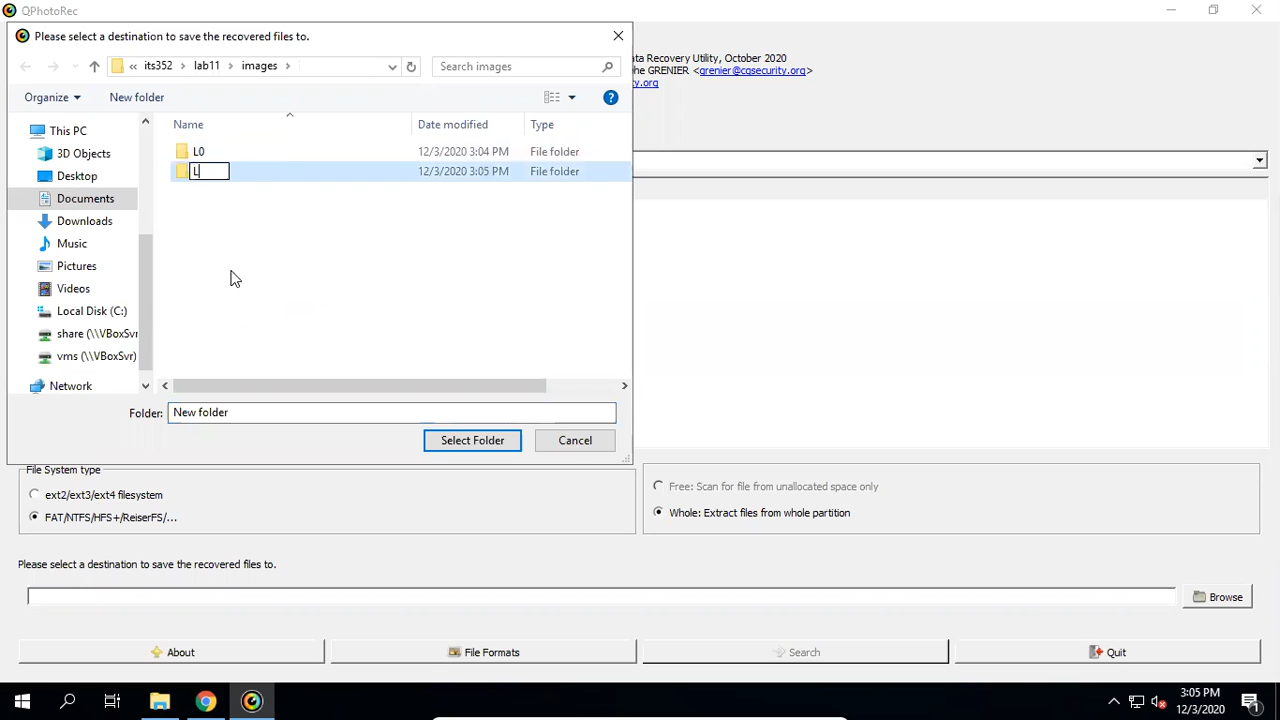 QPhotoRec
Please select a destination to save the recovered files to.
« its352 > lab11 > images >
Search images
Organize
New folder
This PC
3D Objects
Desktop
Documents
Downloads
Music
Pictures
Videos
Local Disk (C:)
share (\\VBoxSvr
vms (\\VBoxSvr)
Network
Name Date modified Type
L0 12/3/2020 3:04 PM File folder
L 12/3/2020 3:05 PM File folder
Folder: New folder
Select Folder Cancel
ata Recovery Utility, October 2020
he GRENIER <grenier@cgsecurity.org>
ty.org
File System type
ext2/ext3/ext4 filesystem
FAT/NTFS/HFS+/ReiserFS/...
Free: Scan for file from unallocated space only
Whole: Extract files from whole partition
Please select a destination to save the recovered files to.
Browse
About File Formats Search Quit
3:05 PM
12/3/2020
1